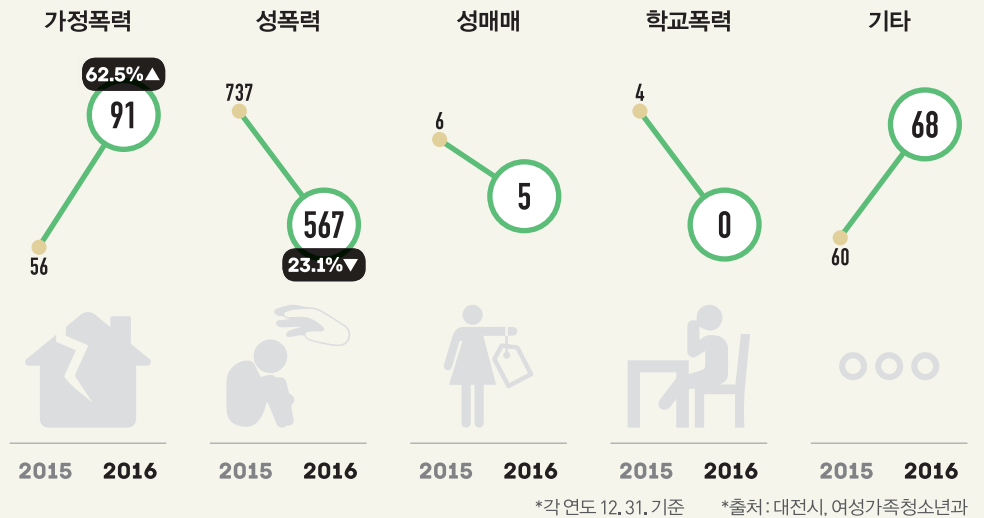 가정폭력
62.5%▲
91
56
2015 2016
성폭력
737
567
23.1%▼
2015 2016
성매매
6
5
2015 2016
학교폭력
4
0
2015 2016
기타
68
60
2015 2016
*각 연도 12. 31. 기준
*출처 : 대전시, 여성가족청소년과